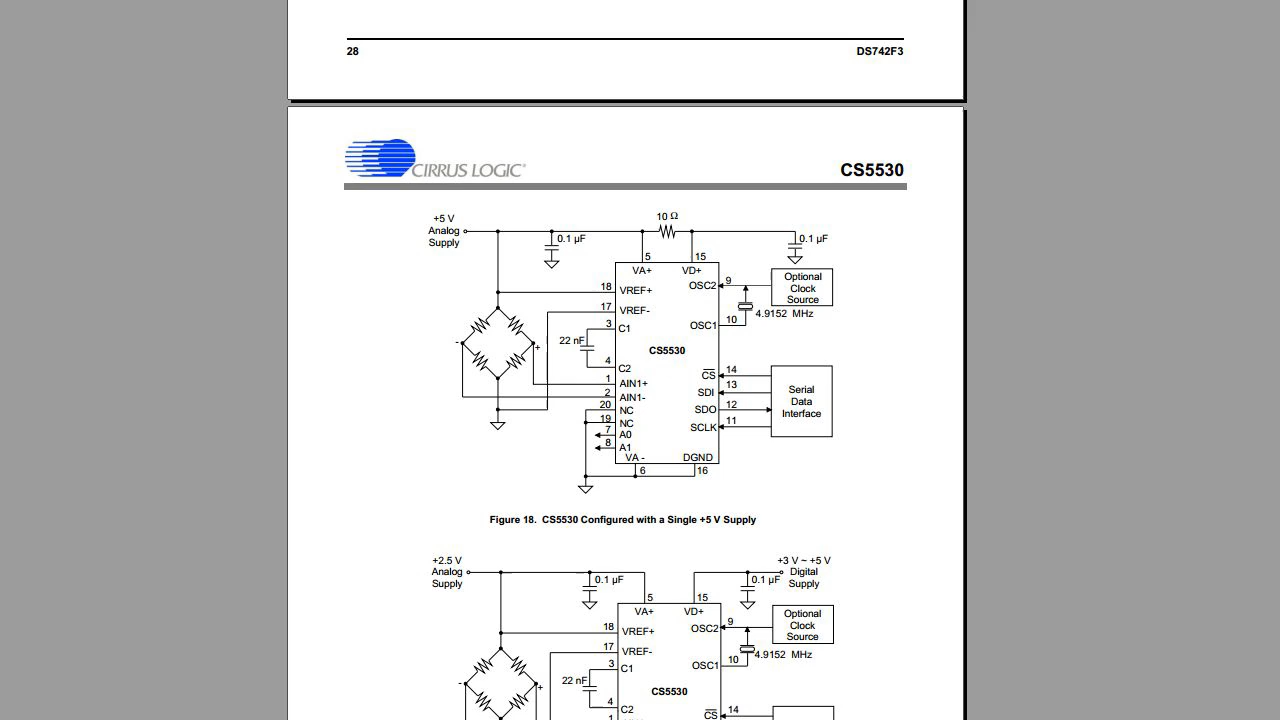 28 DS742F3
CIRRUS LOGIC®
CS5530
+5 V
Analog
Supply
0.1 µF
10 Ω
0.1 µF
5
15
VA+
VD+
18
VREF+
OSC2
9
Optional
Clock
Source
17
VREF-
4.9152 MHz
3
C1
OSC1
10
22 nF
CS5530
-
+
4
C2
CS
14
1
AIN1+
SDI
13
Serial
Data
Interface
2
AIN1-
20
NC
SDO
12
19
NC
7
A0
SCLK
11
8
A1
VA -
DGND
6
16
Figure 18. CS5530 Configured with a Single +5 V Supply
+2.5 V
Analog
Supply
0.1 µF
+3 V ~ +5 V
Digital
Supply
0.1 µF
5
15
VA+
VD+
18
VREF+
OSC2
9
Optional
Clock
Source
17
VREF-
4.9152 MHz
3
C1
OSC1
10
22 nF
CS5530
-
+
4
C2
CS
14
1